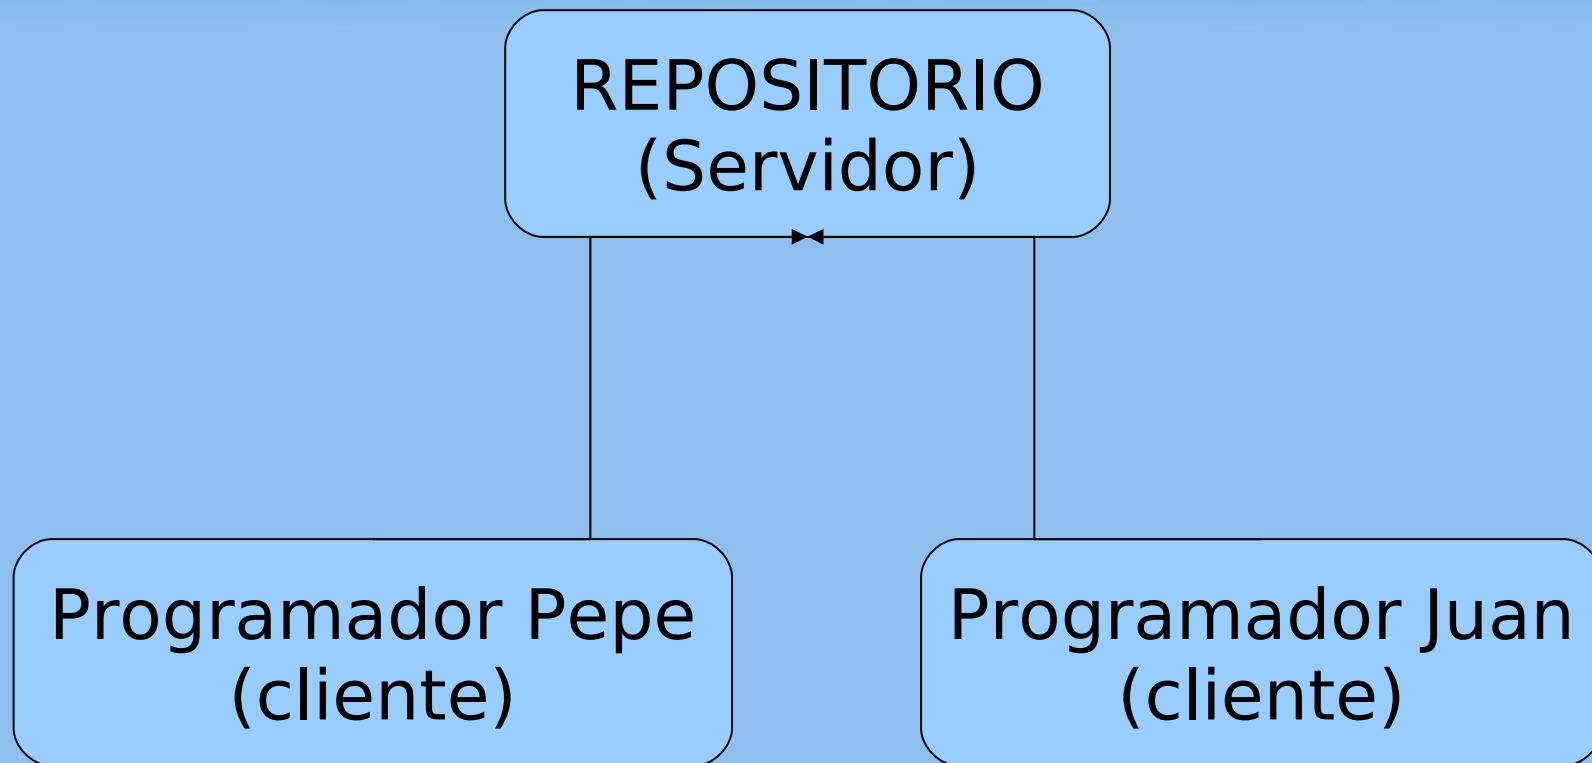 REPOSITORIO
(Servidor)
Programador Pepe
(cliente)
Programador Juan
(cliente)